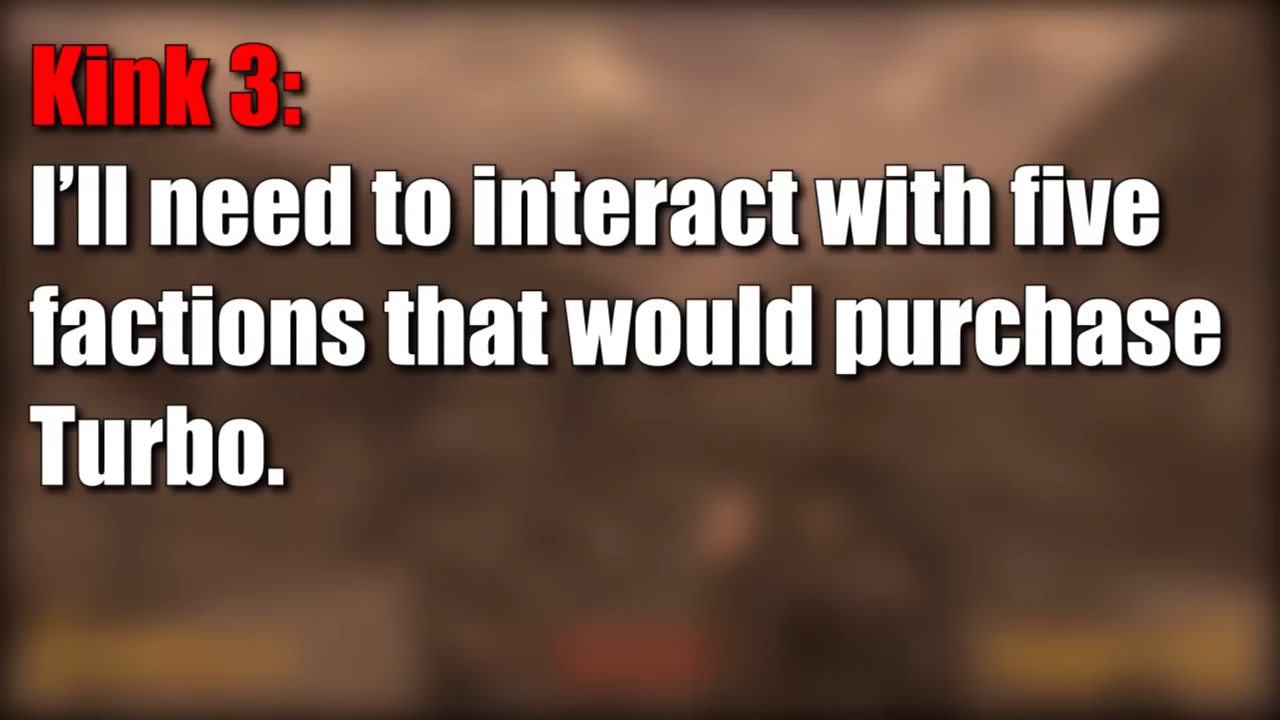 Kink 3:
I’ll need to interact with five
factions that would purchase
Turbo.